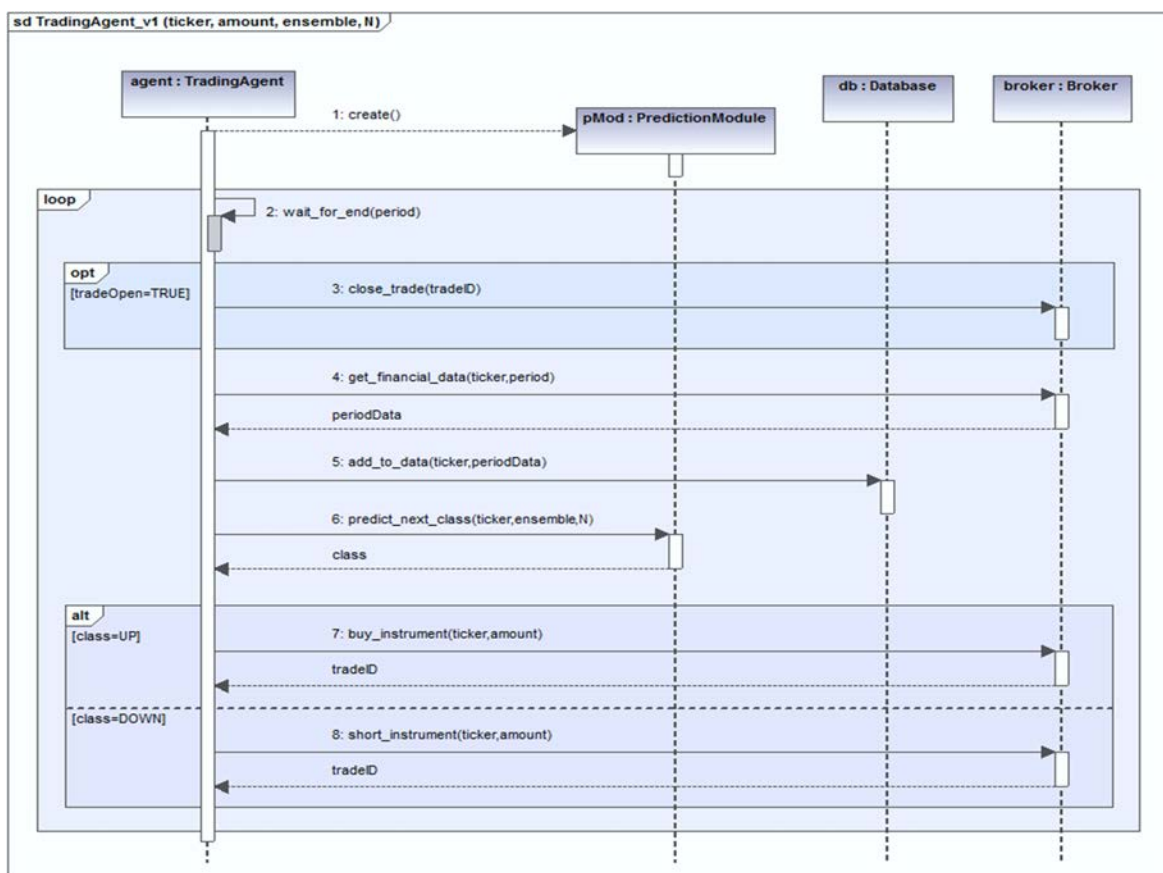 sd TradingAgent_v1 (ticker, amount, ensemble, N)
agent : TradingAgent
db : Database
broker : Broker
1: create()
pMod : PredictionModule
loop
2: wait_for_end(period)
opt
[tradeOpen=TRUE]
3: close_trade(tradeID)
4: get_financial_data(ticker,period)
periodData
5: add_to_data(ticker,periodData)
6: predict_next_class(ticker,ensemble,N)
class
alt
[class=UP]
7: buy_instrument(ticker,amount)
tradeID
[class=DOWN]
8: short_instrument(ticker,amount)
tradeID